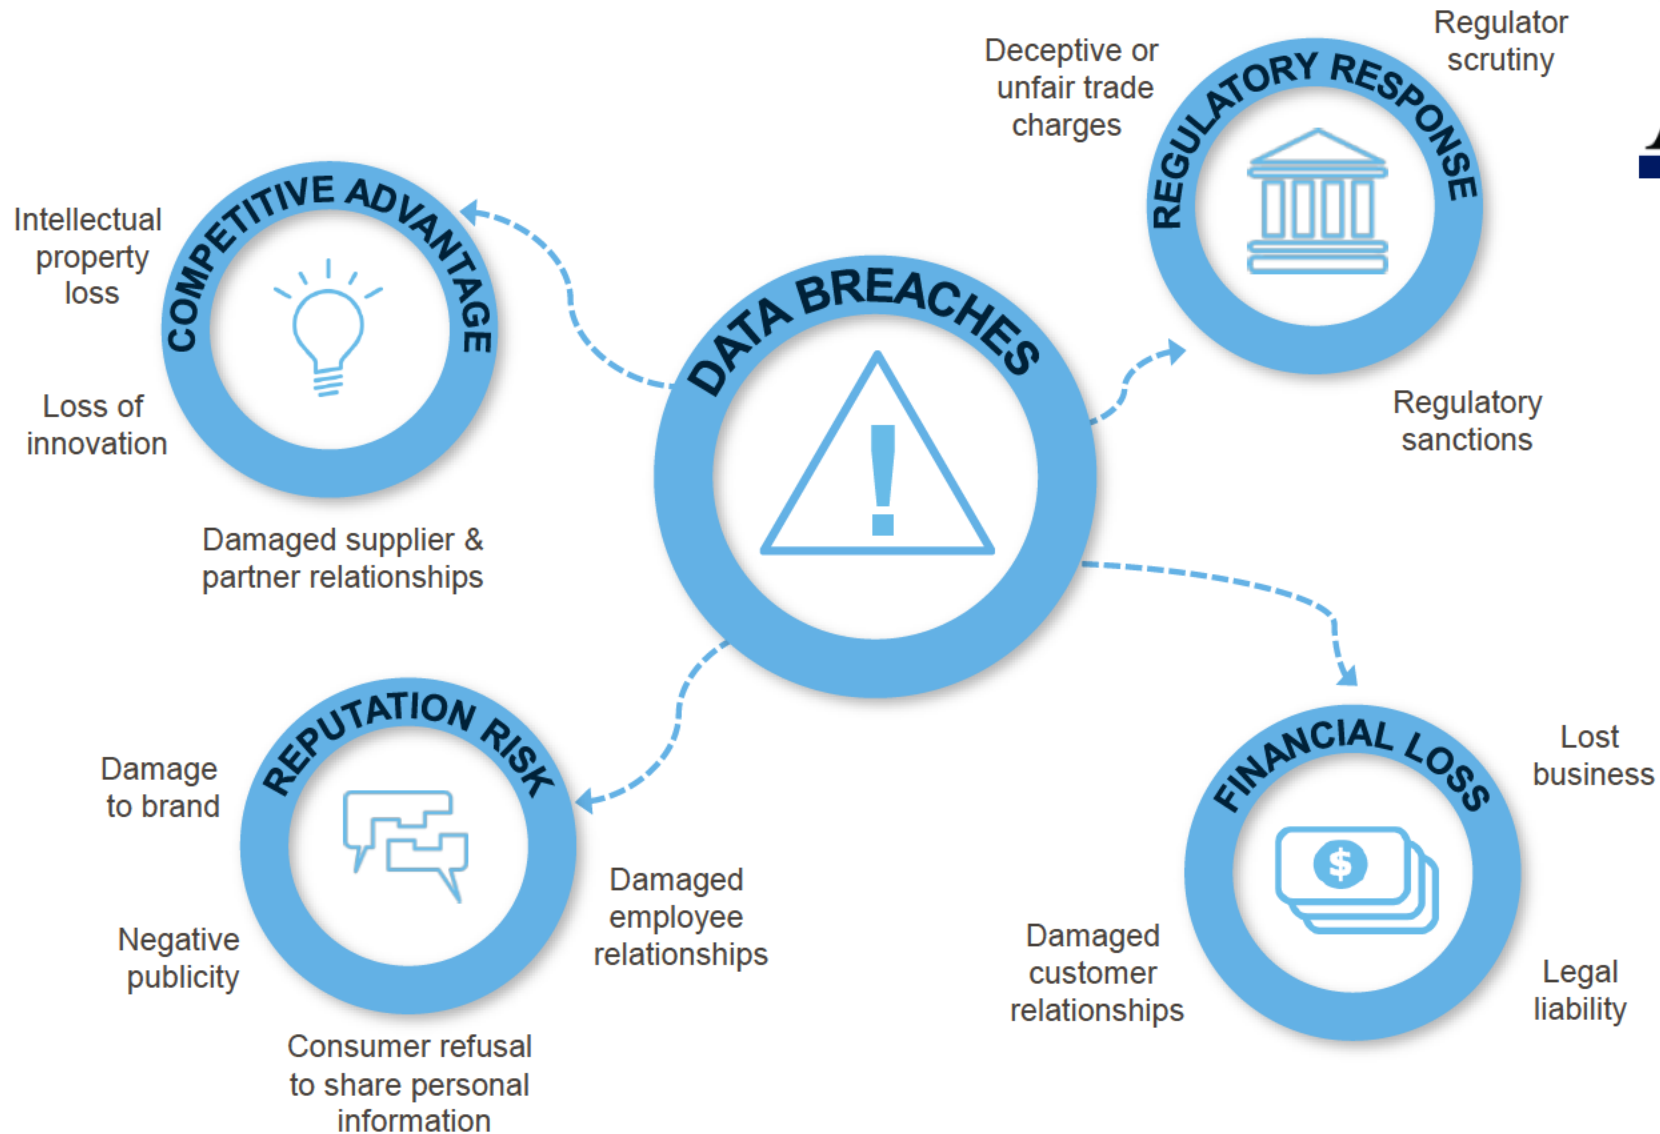 DATA BREACHES
COMPETITIVE ADVANTAGE
Intellectual
property
loss
Loss of
innovation
Damaged supplier &
partner relationships
REGULATORY RESPONSE
Deceptive or
unfair trade
charges
Regulator
scrutiny
Regulatory
sanctions
REPUTATION RISK
Damage
to brand
Negative
publicity
Consumer refusal
to share personal
information
Damaged
employee
relationships
FINANCIAL LOSS
$
Lost
business
Damaged
customer
relationships
Legal
liability
!